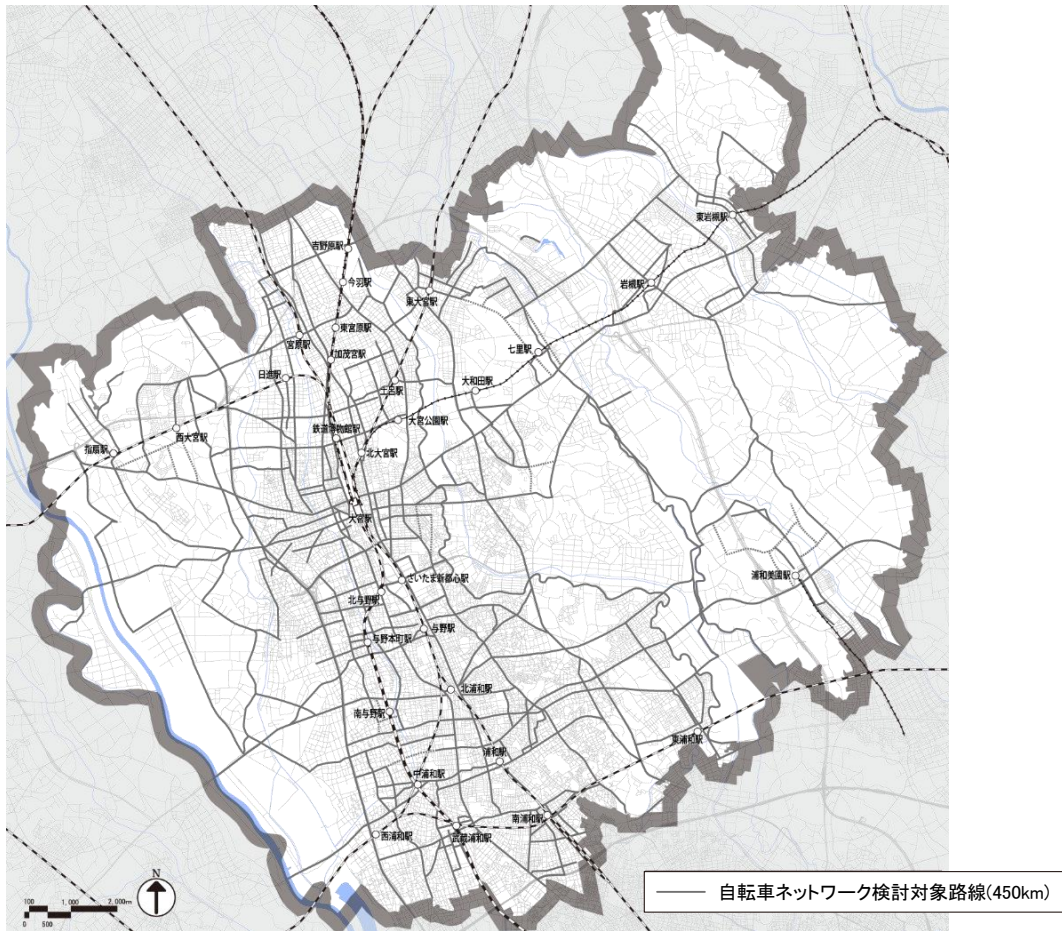 東岩槻駅
吉野原駅
今羽駅
岩槻駅
東大宮駅
東宮原駅
宮原駅
七里駅
加茂宮駅
日進駅
土呂駅
大和田駅
大宮公園駅
鉄道博物館駅
西大宮駅
指扇駅
北大宮駅
大宮駅
浦和美園駅
さいたま新都心駅
北与野駅
与野駅
与野本町駅
北浦和駅
南与野駅
東浦和駅
浦和駅
中浦和駅
南浦和駅
西浦和駅
武蔵浦和駅
N
100 1,000 2,000m
0 500
自転車ネットワーク検討対象路線(450km)